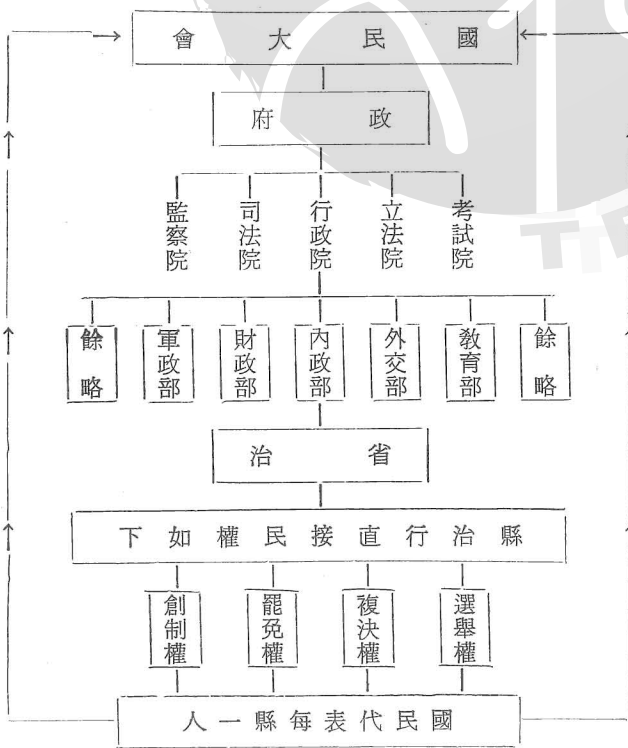 國民大會
政府
考試院
立法院
行政院
司法院
監察院
餘略
教育部
外交部
內政部
財政部
軍政部
餘略
省治
縣治行直接民權如下
選舉權
複決權
罷免權
創制權
國民代表每縣一人